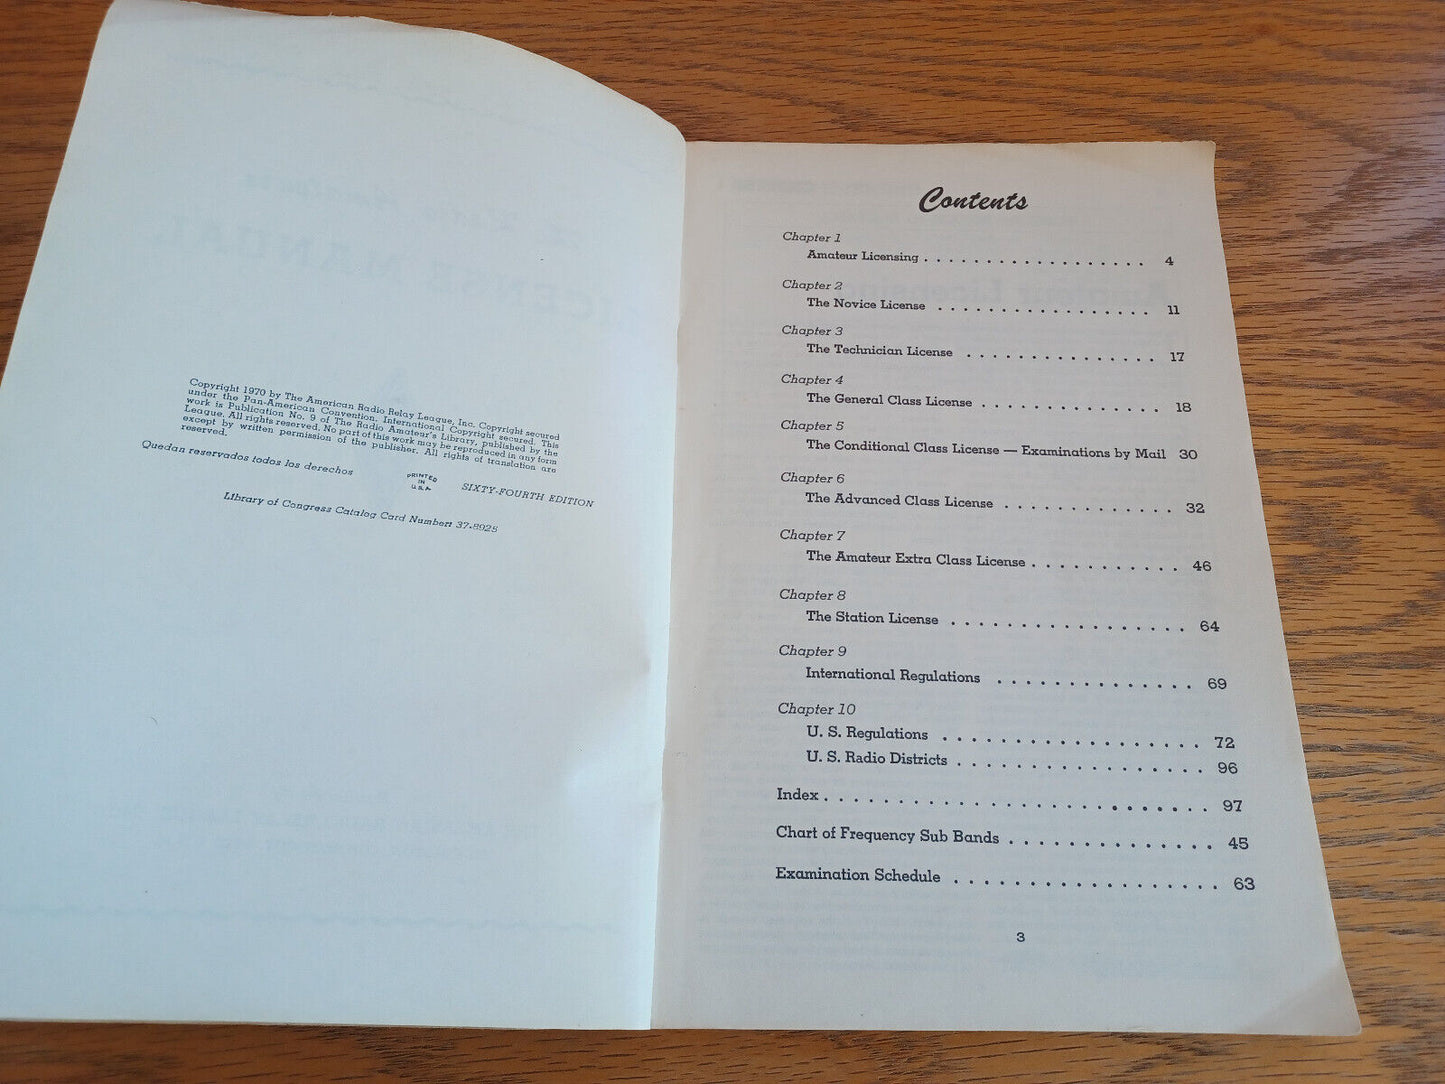 Copyright 1970 by The American Radio Relay League, Inc. Copyright secured
under the Pan-American Convention. International Copyright secured. This
work is Publication No. 9 of The Radio Amateur's Library, published by the
League. All rights reserved. No part of this work may be reproduced in any form
except by written permission of the publisher. All rights of translation are
reserved.
Quedan reservados todos los derechos
PRINTED
IN
U.S.A.
SIXTY-FOURTH EDITION
Library of Congress Catalog Card Number: 37-8925
Contents
Chapter 1
Amateur Licensing . . . . . . . . . . . . . . . . . . 4
Chapter 2
The Novice License . . . . . . . . . . . . . . . . . 11
Chapter 3
The Technician License . . . . . . . . . . . . . . . 17
Chapter 4
The General Class License . . . . . . . . . . . . . 18
Chapter 5
The Conditional Class License — Examinations by Mail 30
Chapter 6
The Advanced Class License . . . . . . . . . . . . 32
Chapter 7
The Amateur Extra Class License . . . . . . . . . . . 46
Chapter 8
The Station License . . . . . . . . . . . . . . . . . 64
Chapter 9
International Regulations . . . . . . . . . . . . . . 69
Chapter 10
U. S. Regulations . . . . . . . . . . . . . . . . . . 72
U. S. Radio Districts . . . . . . . . . . . . . . . . . 96
Index . . . . . . . . . . . . . . . . . . . . . . . . . . 97
Chart of Frequency Sub Bands . . . . . . . . . . . . . . 45
Examination Schedule . . . . . . . . . . . . . . . . . . 63
3